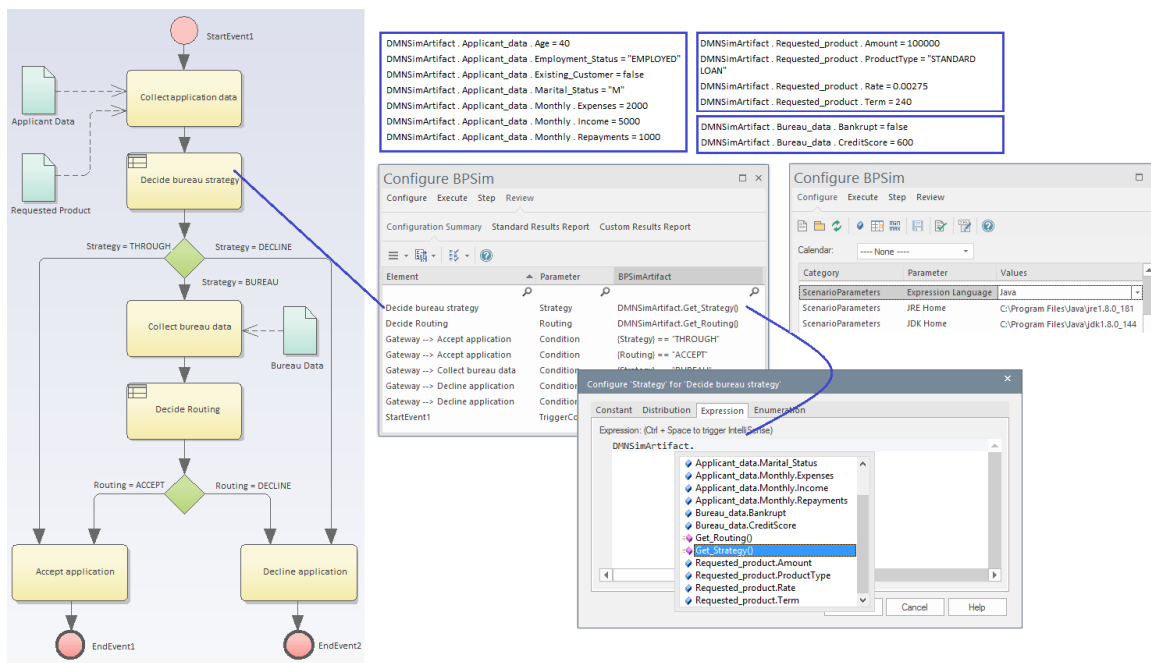 StartEvent1
Collect application data
Applicant Data
Decide bureau strategy
Requested Product
Strategy = THROUGH
Strategy = DECLINE
Strategy = BUREAU
Collect bureau data
Bureau Data
Decide Routing
Routing = ACCEPT
Routing = DECLINE
Accept application
Decline application
EndEvent1
EndEvent2
DMNSimArtifact . Applicant_data . Age = 40
DMNSimArtifact . Applicant_data . Employment_Status = "EMPLOYED"
DMNSimArtifact . Applicant_data . Existing_Customer = false
DMNSimArtifact . Applicant_data . Marital_Status = "M"
DMNSimArtifact . Applicant_data . Monthly . Expenses = 2000
DMNSimArtifact . Applicant_data . Monthly . Income = 5000
DMNSimArtifact . Applicant_data . Monthly . Repayments = 1000
DMNSimArtifact . Requested_product . Amount = 100000
DMNSimArtifact . Requested_product . ProductType = "STANDARD
LOAN"
DMNSimArtifact . Requested_product . Rate = 0.00275
DMNSimArtifact . Requested_product . Term = 240
DMNSimArtifact . Bureau_data . Bankrupt = false
DMNSimArtifact . Bureau_data . CreditScore = 600
Configure BPSim
Configure Execute Step Review
Configuration Summary Standard Results Report Custom Results Report
Element Parameter BPSimArtifact
Decide bureau strategy Strategy DMNSimArtifact.Get_Strategy()
Decide Routing Routing DMNSimArtifact.Get_Routing()
Gateway --> Accept application Condition {Strategy} == "THROUGH"
Gateway --> Accept application Condition {Routing} == "ACCEPT"
Gateway --> Collect bureau data Condition {Strategy} == "BUREAU"
Gateway --> Decline application Condition
Gateway --> Decline application Condition
StartEvent1 TriggerCo
Configure BPSim
Configure Execute Step Review
Calendar: ---- None ----
Category Parameter Values
ScenarioParameters Expression Language Java
ScenarioParameters JRE Home C:\Program Files\Java\jre1.8.0_181
ScenarioParameters JDK Home C:\Program Files\Java\jdk1.8.0_144
Configure 'Strategy' for 'Decide bureau strategy'
Constant Distribution Expression Enumeration
Expression: (Ctrl + Space to trigger IntelliSense)
DMNSimArtifact.
Applicant_data.Marital_Status
Applicant_data.Monthly.Expenses
Applicant_data.Monthly.Income
Applicant_data.Monthly.Repayments
Bureau_data.Bankrupt
Bureau_data.CreditScore
Get_Routing()
Get_Strategy()
Requested_product.Amount
Requested_product.ProductType
Requested_product.Rate
Requested_product.Term
Cancel Help